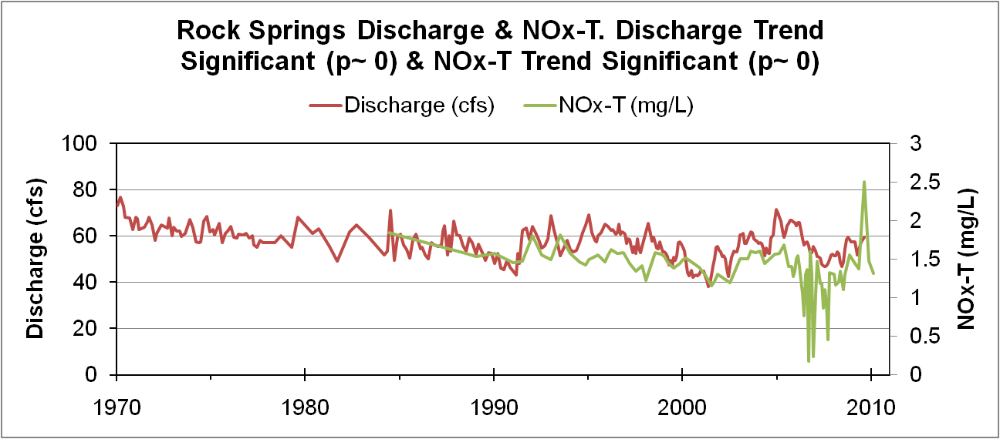 Rock Springs Discharge & NOx-T. Discharge Trend
Significant (p~ 0) & NOx-T Trend Significant (p~ 0)
Discharge (cfs) NOx-T (mg/L)
Discharge (cfs)
100
80
60
40
20
0
3
2.5
2
1.5
1
0.5
0
NOx-T (mg/L)
1970 1980 1990 2000 2010